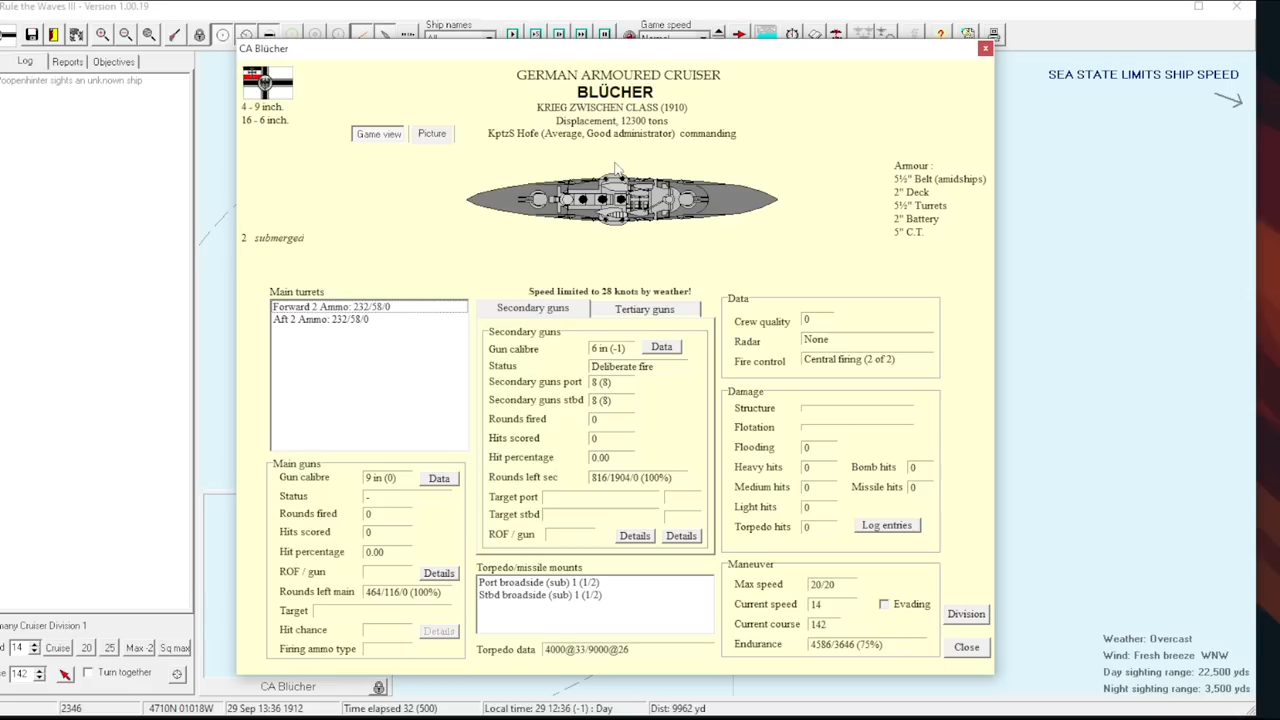 Rule the Waves III - Version 1.00.19
Ship names
All
Game speed
Normal
Log
Reports
Objectives
Poopenhinter sights an unknown ship
SEA STATE LIMITS SHIP SPEED
CA Blücher
GERMAN ARMOURED CRUISER
BLÜCHER
KRIEG ZWISCHEN CLASS (1910)
Displacement, 12300 tons
KptzS Hofe (Average, Good administrator) commanding
4 - 9 inch.
16 - 6 inch.
Game view
Picture
2 submerged
Armour :
5½" Belt (amidships)
2" Deck
5½" Turrets
2" Battery
5" C.T.
Main turrets
Forward 2 Ammo: 232/58/0
Aft 2 Ammo: 232/58/0
Main guns
Gun calibre 9 in (0) Data
Status -
Rounds fired 0
Hits scored 0
Hit percentage 0.00
ROF / gun Details
Rounds left main 464/116/0 (100%)
Target
Hit chance Details
Firing ammo type
Speed limited to 28 knots by weather!
Secondary guns
Tertiary guns
Secondary guns
Gun calibre 6 in (-1) Data
Status Deliberate fire
Secondary guns port 8 (8)
Secondary guns stbd 8 (8)
Rounds fired 0
Hits scored 0
Hit percentage 0.00
Rounds left sec 816/1904/0 (100%)
Target port
Target stbd
ROF / gun Details Details
Torpedo/missile mounts
Port broadside (sub) 1 (1/2)
Stbd broadside (sub) 1 (1/2)
Torpedo data 4000@33/9000@26
Data
Crew quality 0
Radar None
Fire control Central firing (2 of 2)
Damage
Structure
Flotation
Flooding 0
Heavy hits 0 Bomb hits 0
Medium hits 0 Missile hits 0
Light hits 0
Torpedo hits 0 Log entries
Maneuver
Max speed 20/20
Current speed 14 Evading
Current course 142
Endurance 4586/3646 (75%)
Division
Close
many Cruiser Division 1
d 14 Cruise 20 25 Max -2 Sq max
e 142 Turn together
CA Blücher
Weather: Overcast
Wind: Fresh breeze WNW
Day sighting range: 22,500 yds
Night sighting range: 3,500 yds
2346 4710N 01018W 29 Sep 13:36 1912 Time elapsed 32 (500) Local time: 29 12:36 (-1) : Day Dist: 9962 yd